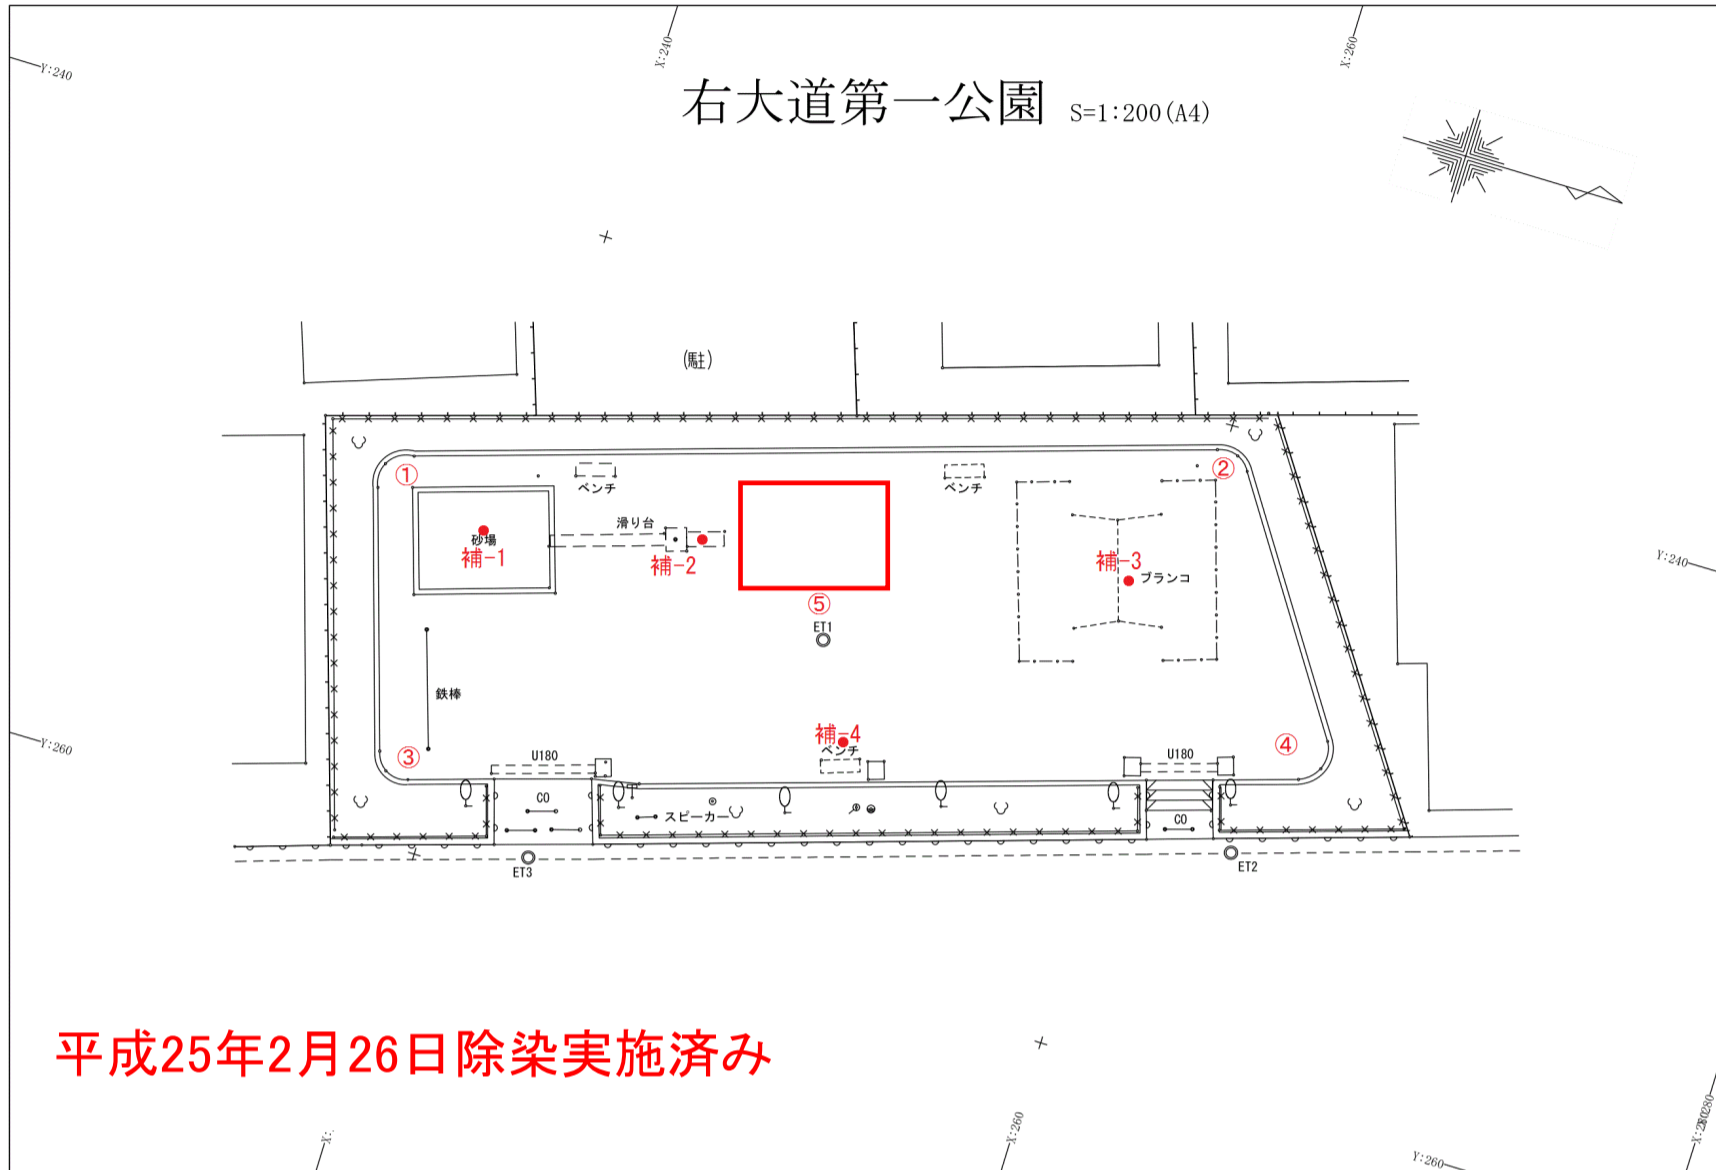 X:240
X:260
Y:240
右大道第一公園 S=1:200(A4)
(駐)
① ②
ベンチ ベンチ
滑り台
砂場
補-1 補-2 補-3
ブランコ
Y:240
⑤
ET1
鉄棒
補-4
ベンチ
③ ④
U180 U180
Y:260
CO
スピーカー
CO
ET3 ET2
平成25年2月26日除染実施済み
X:260
Y:260